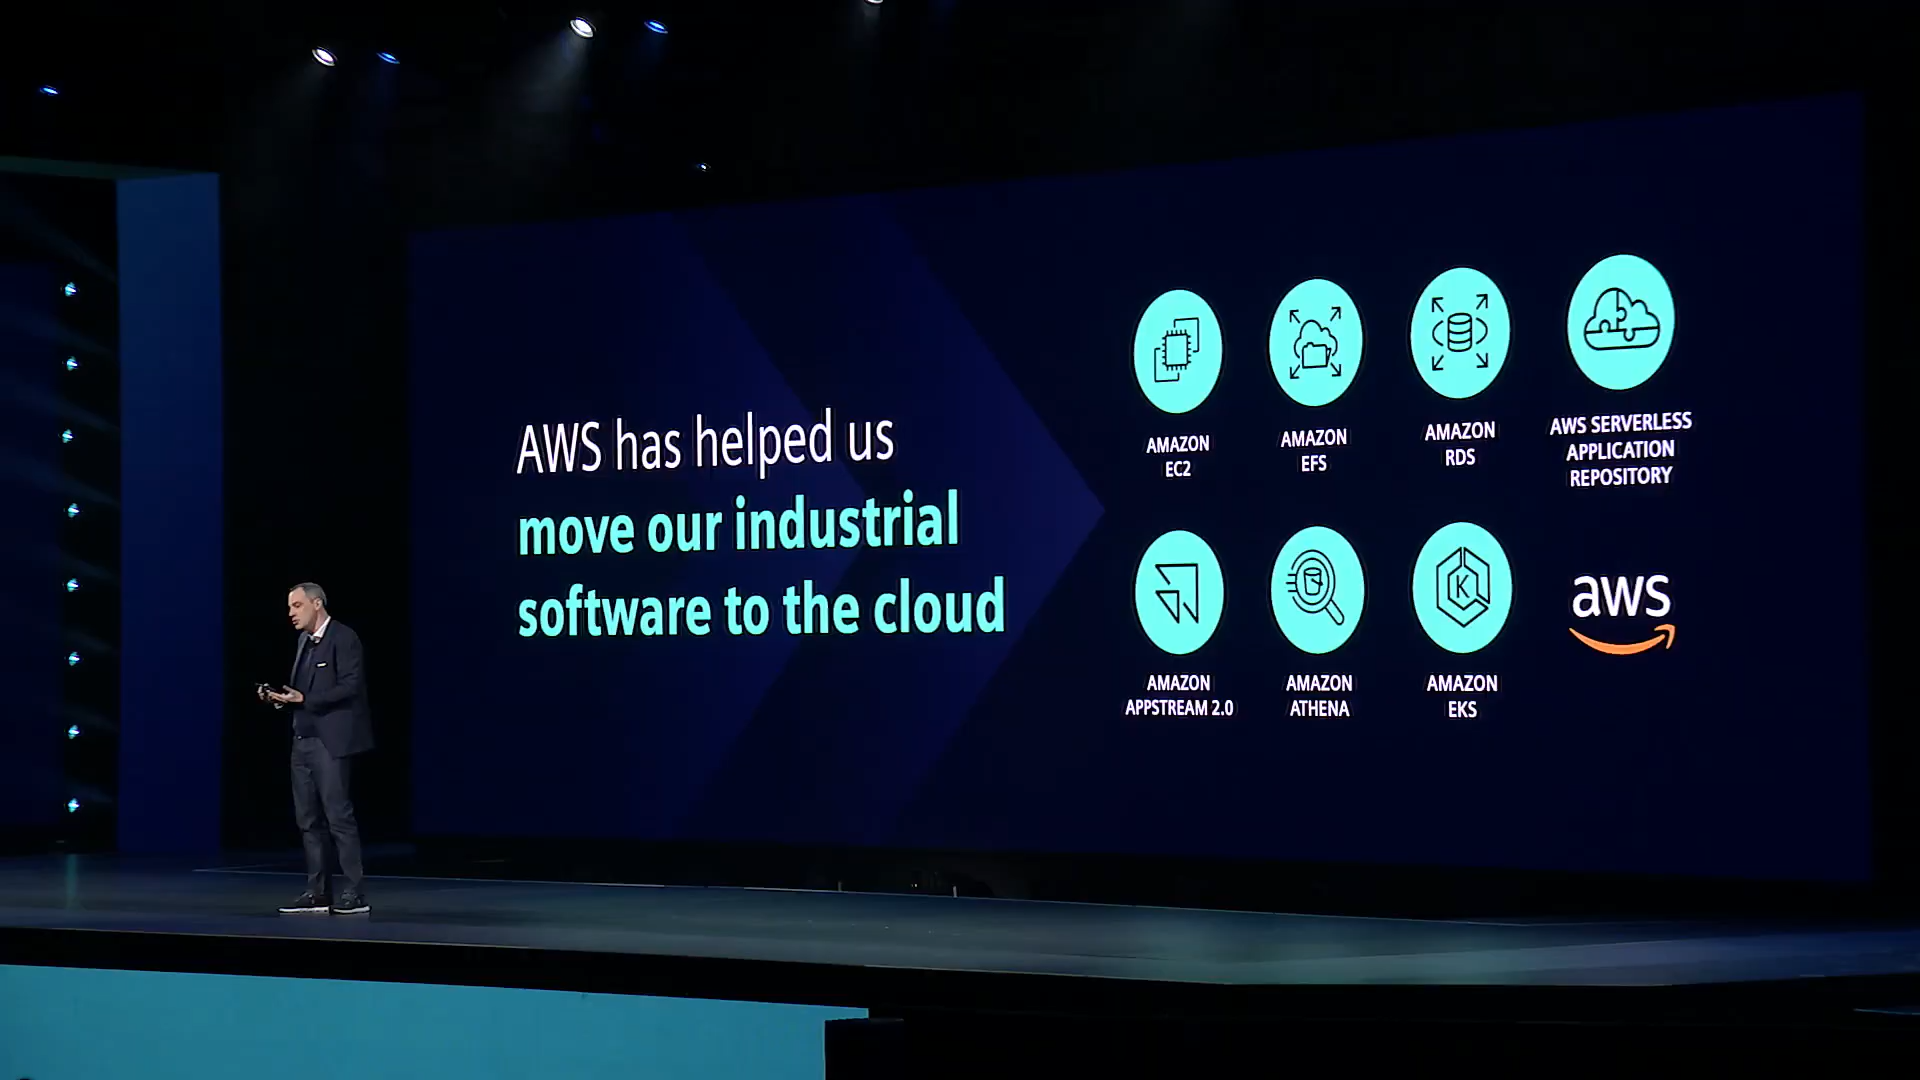 AWS has helped us
move our industrial
software to the cloud
AMAZON
EC2
AMAZON
EFS
AMAZON
RDS
AWS SERVERLESS
APPLICATION
REPOSITORY
AMAZON
APPSTREAM 2.0
AMAZON
ATHENA
K
AMAZON
EKS
aws